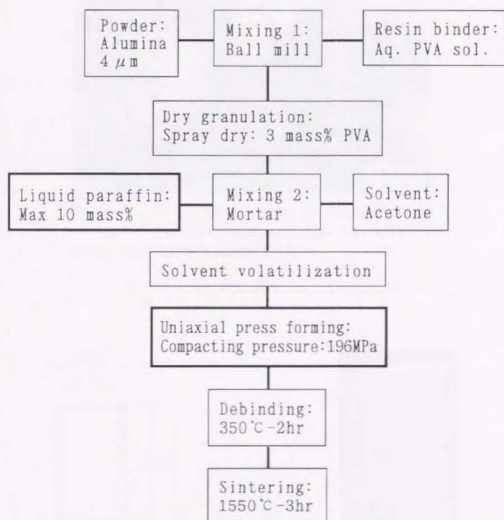 Powder:
Alumina
4 μm
Mixing 1:
Ball mill
Resin binder:
Aq. PVA sol.
Dry granulation:
Spray dry: 3 mass% PVA
Liquid paraffin:
Max 10 mass%
Mixing 2:
Mortar
Solvent:
Acetone
Solvent volatilization
Uniaxial press forming:
Compacting pressure:196MPa
Debinding:
350℃-2hr
Sintering:
1550℃-3hr